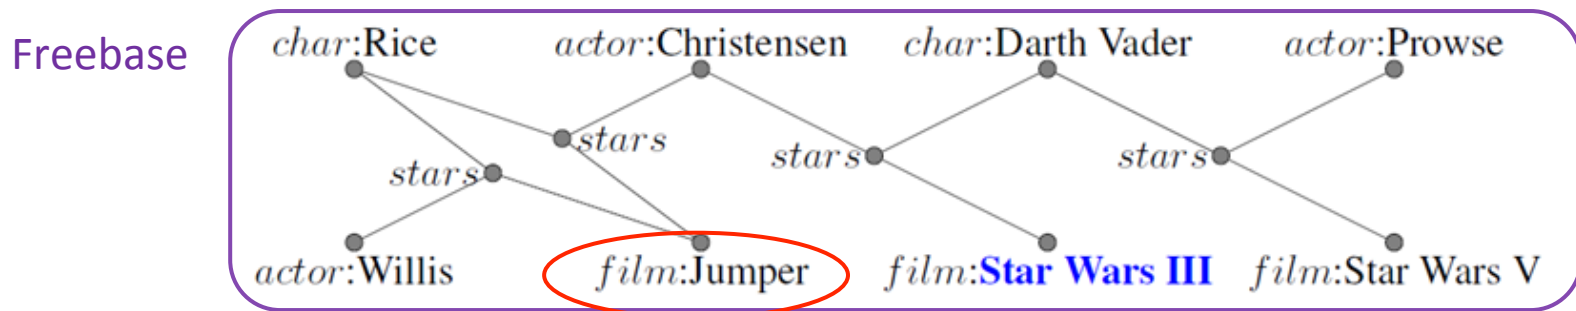 Freebase
char:Rice actor:Christensen char:Darth Vader actor:Prowse
stars
stars stars
stars
actor:Willis film:Jumper film:Star Wars III film:Star Wars V